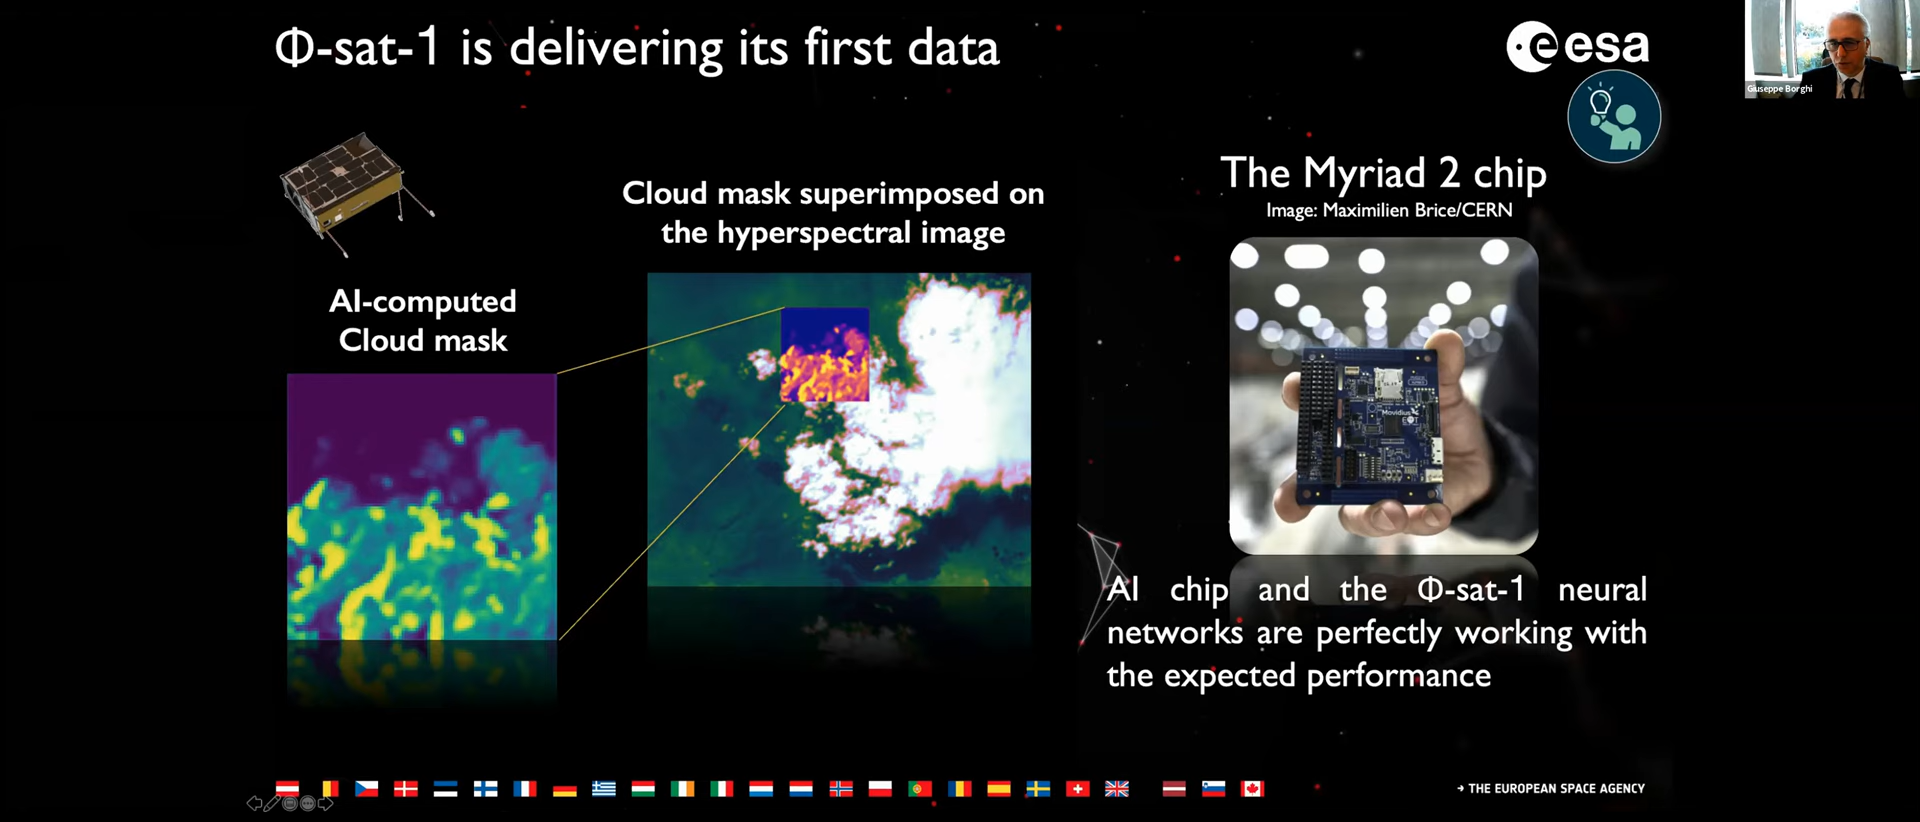 Φ-sat-1 is delivering its first data
esa
Giuseppe Borghi
The Myriad 2 chip
Image: Maximilien Brice/CERN
Cloud mask superimposed on
the hyperspectral image
AI-computed
Cloud mask
Movidius
AI chip and the Φ-sat-1 neural
networks are perfectly working with
the expected performance
→ THE EUROPEAN SPACE AGENCY